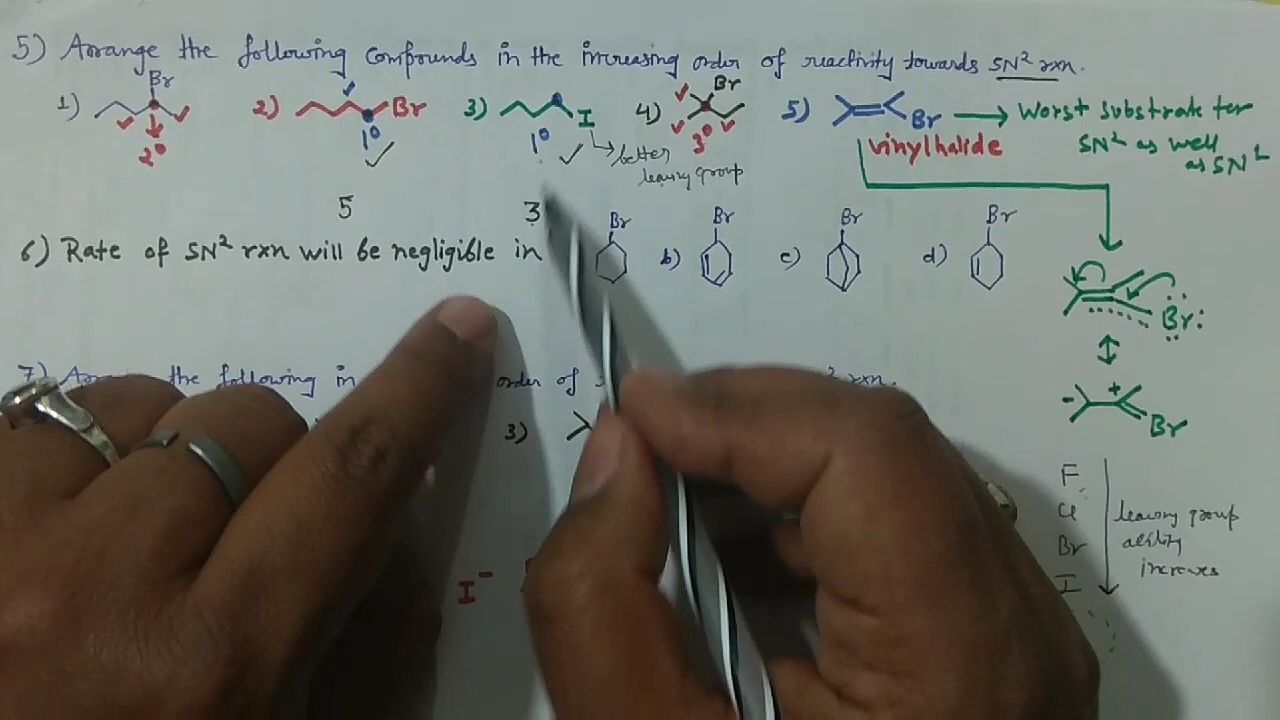 5) Arrange the following compounds in the increasing order of reactivity towards SN² rxn.
1) Br 2° 2) Br 1° 3) I 1° 4) Br 3° 5) Br → Worst substrate for
better leaving group
vinylhalide SN² as well as SN¹
5 3
6) Rate of SN² rxn will be negligible in Br b) Br c) Br d) Br
Br:
+
- Br
7) the following in order of rxn.
3)
I⁻
F
Cl
Br
I
leaving group
ability
increases